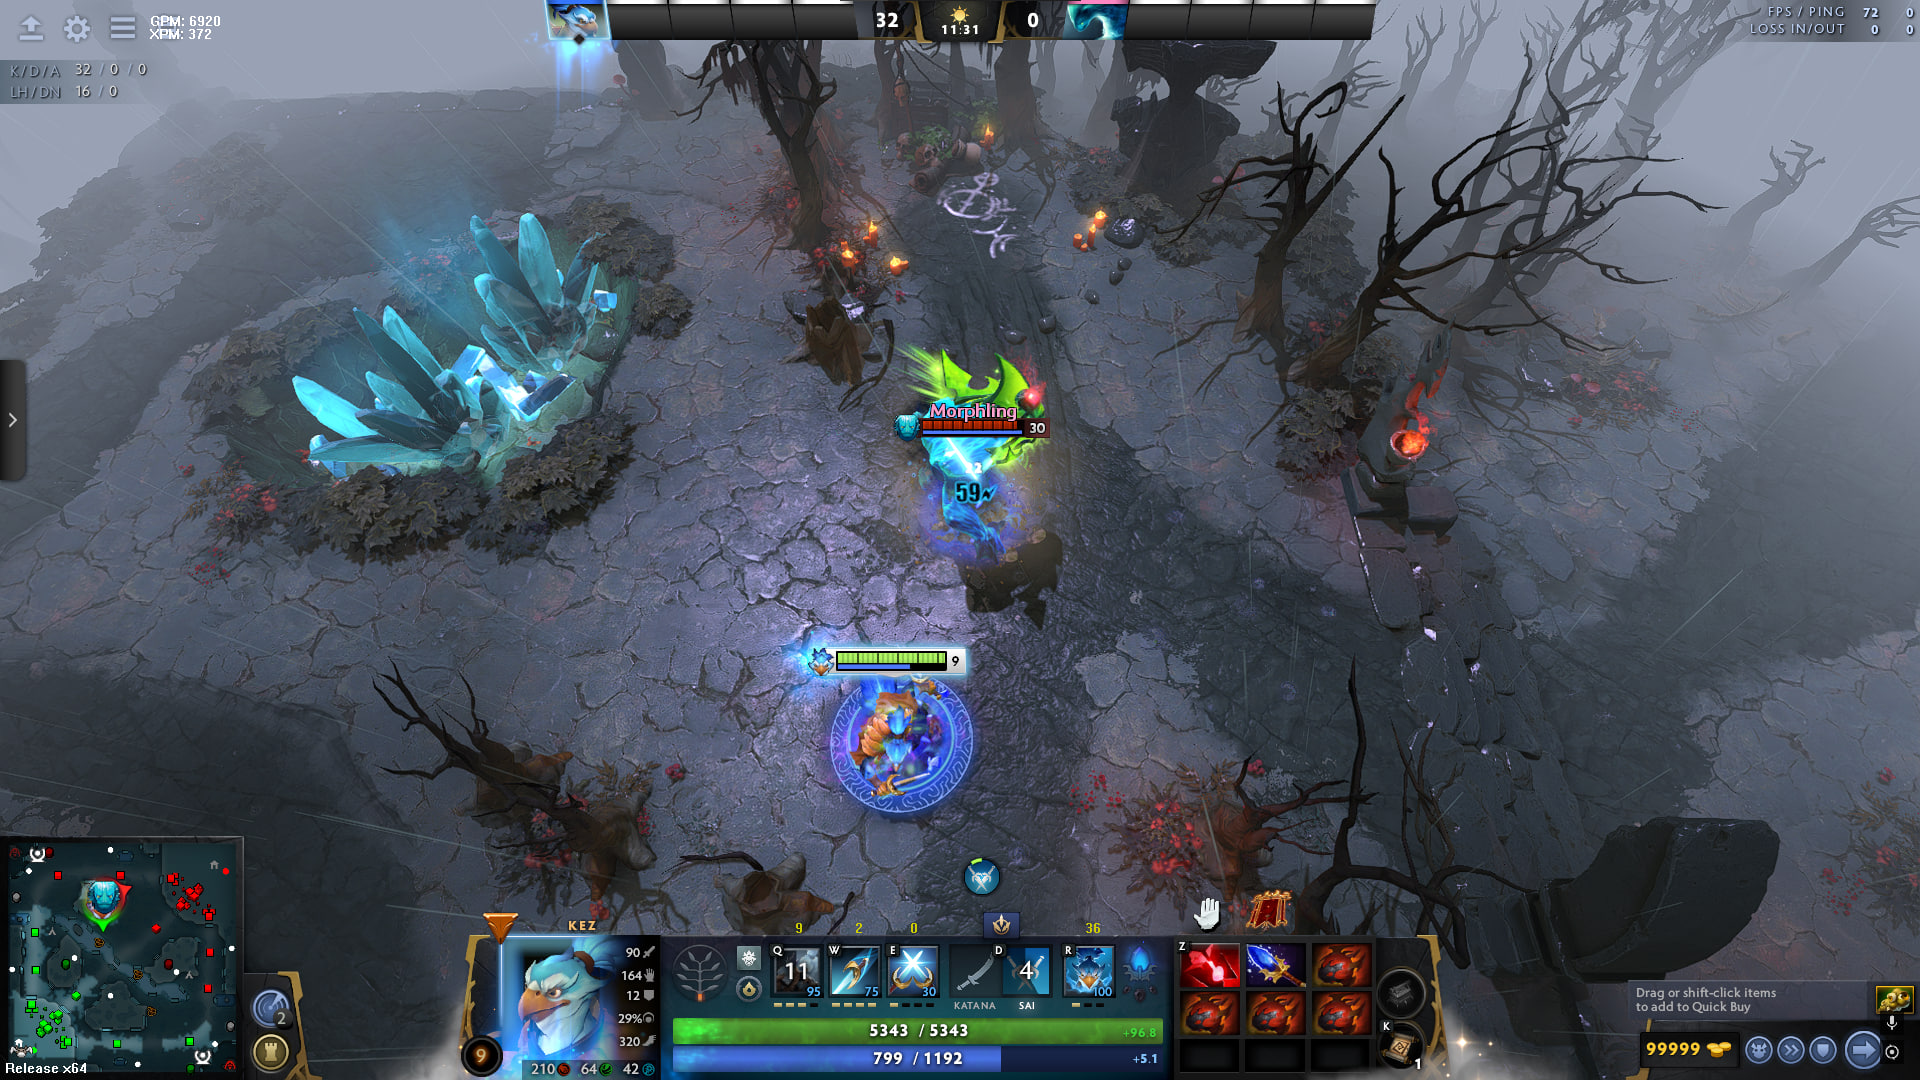 GPM: 6920
XPM: 372
K/D/A 32 / 0 / 0
LH/DN 16 / 0
32
11:31
0
FPS / PING 72 0
LOSS IN/OUT 0 0
Morphling
30
22
59
9
KEZ
9 2 0 36
90
164
12
29%
320
Q W E D R
11 4
95 75 30 100
KATANA SAI
5343 / 5343
+96.8
799 / 1192
+5.1
9
210 64 42
Z
K
1
2
Drag or shift-click items
to add to Quick Buy
99999
Release x64